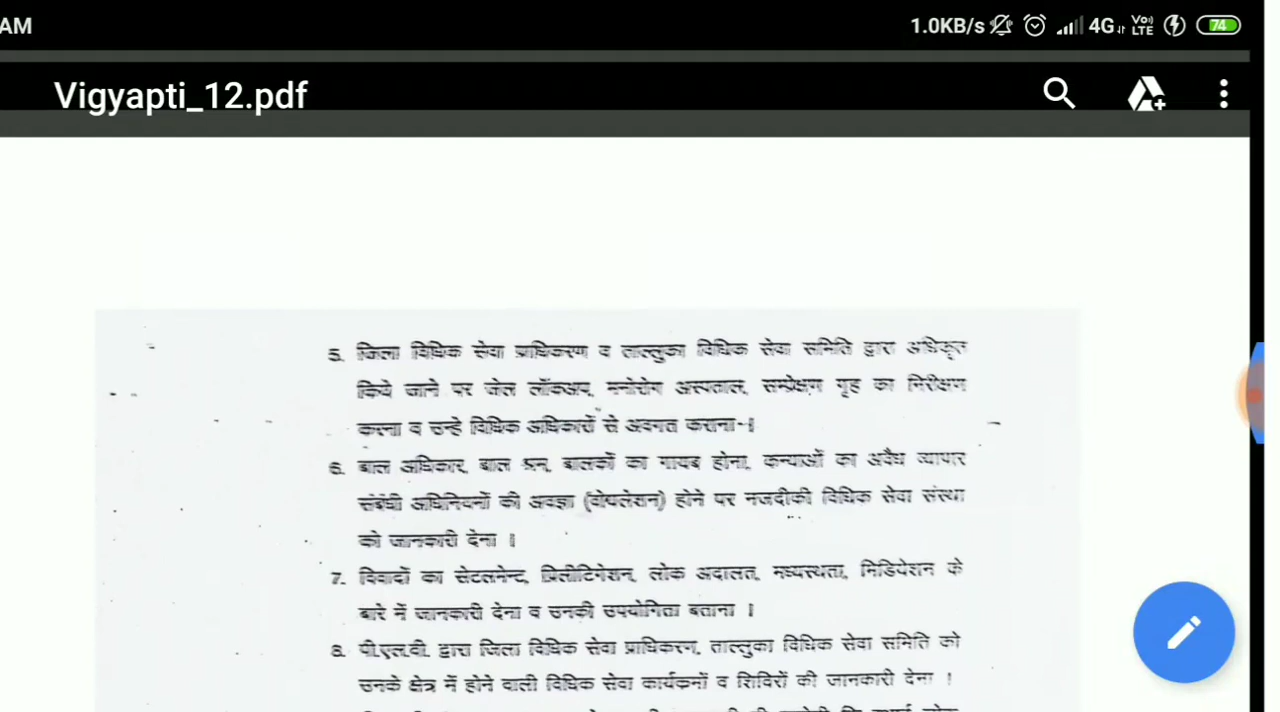 AM 1.0KB/s 4G VoLTE 74
Vigyapti_12.pdf
5. जिला विधिक सेवा प्राधिकरण व ताल्लुका विधिक सेवा समिति द्वारा अधिकृत
किये जाने पर जेल लॉकअप, मनोरोग अस्पताल, सम्प्रेक्षण गृह का निरीक्षण
करना व उन्हे विधिक अधिकारों से अवगत कराना ।
6. बाल अधिकार, बाल श्रम, बालकों का गायब होना, कन्याओं का अवैध व्यापार
संबंधी अधिनियमों की अवज्ञा (वोयलेशन) होने पर नजदीकी विधिक सेवा संस्था
को जानकारी देना ।
7. विवादों का सेटलमेन्ट, प्रिलीटिगेशन, लोक अदालत, मध्यस्थता, मिडियेशन के
बारे में जानकारी देना व उनकी उपयोगिता बताना ।
8. पी.एल.वी. द्वारा जिला विधिक सेवा प्राधिकरण, ताल्लुका विधिक सेवा समिति को
उनके क्षेत्र में होने वाली विधिक सेवा कार्यक्रमों व शिविरों की जानकारी देना ।